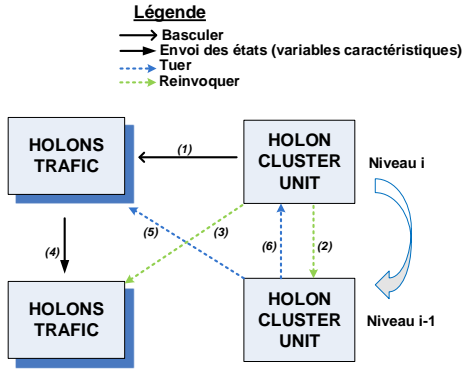 Légende
Basculer
Envoi des états (variables caractéristiques)
Tuer
Reinvoquer
HOLONS
TRAFIC
(1)
HOLON
CLUSTER
UNIT
Niveau i
(5)
(3)
(6)
(2)
(4)
HOLONS
TRAFIC
HOLON
CLUSTER
UNIT
Niveau i-1